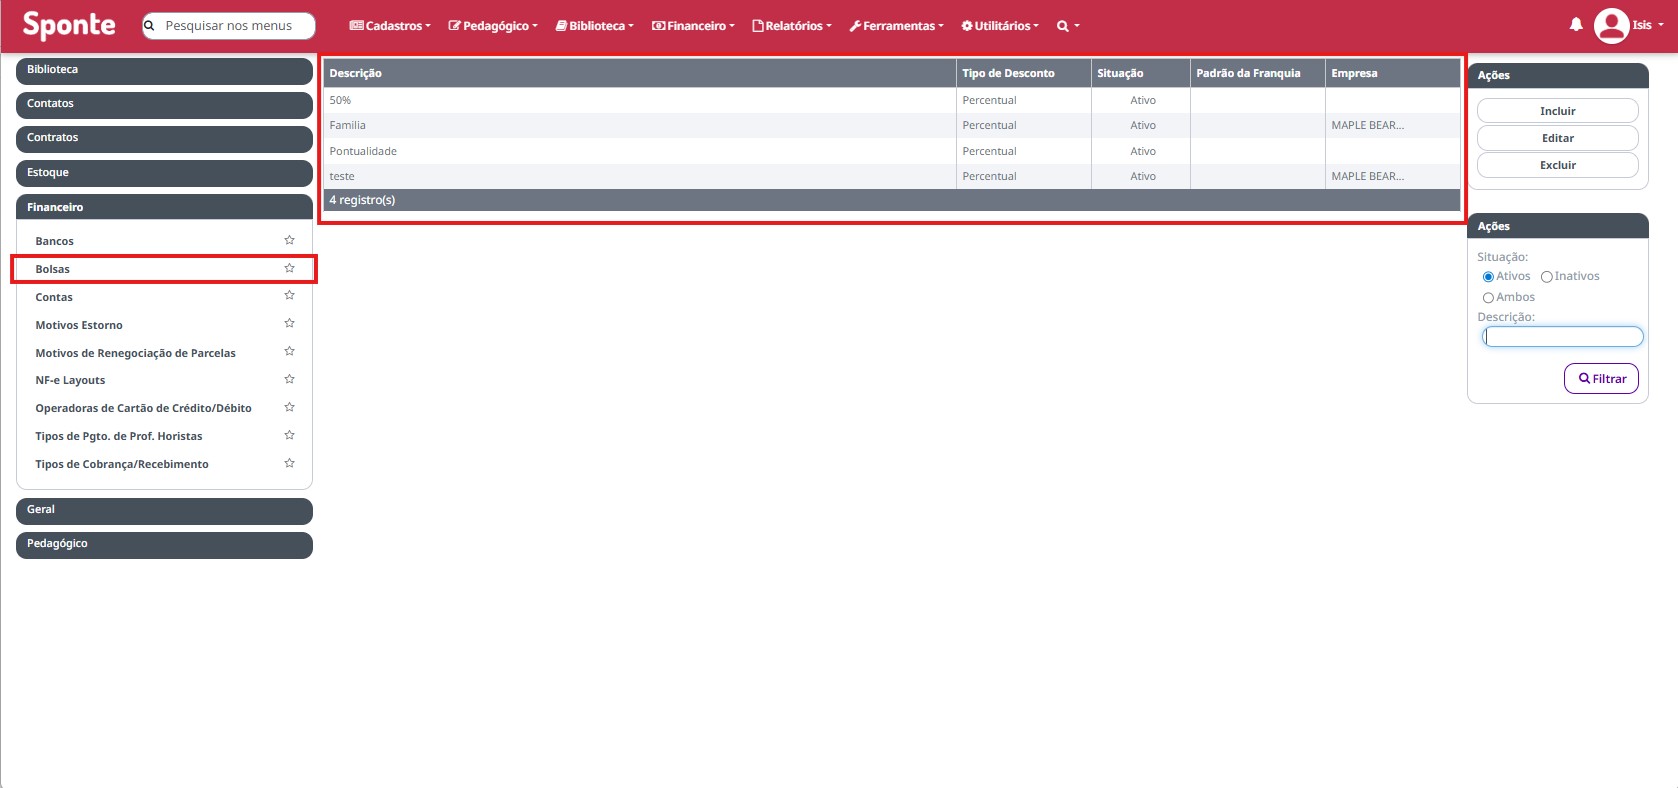 Sponte
Pesquisar nos menus
Cadastros
Pedagógico
Biblioteca
Financeiro
Relatórios
Ferramentas
Utilitários
Isis
Biblioteca
Contatos
Contratos
Estoque
Financeiro
Bancos
Bolsas
Contas
Motivos Estorno
Motivos de Renegociação de Parcelas
NF-e Layouts
Operadoras de Cartão de Crédito/Débito
Tipos de Pgto. de Prof. Horistas
Tipos de Cobrança/Recebimento
Geral
Pedagógico
Descrição Tipo de Desconto Situação Padrão da Franquia Empresa
50% Percentual Ativo
Familia Percentual Ativo MAPLE BEAR...
Pontualidade Percentual Ativo
teste Percentual Ativo MAPLE BEAR...
4 registro(s)
Ações
Incluir
Editar
Excluir
Ações
Situação:
Ativos Inativos
Ambos
Descrição:
Filtrar